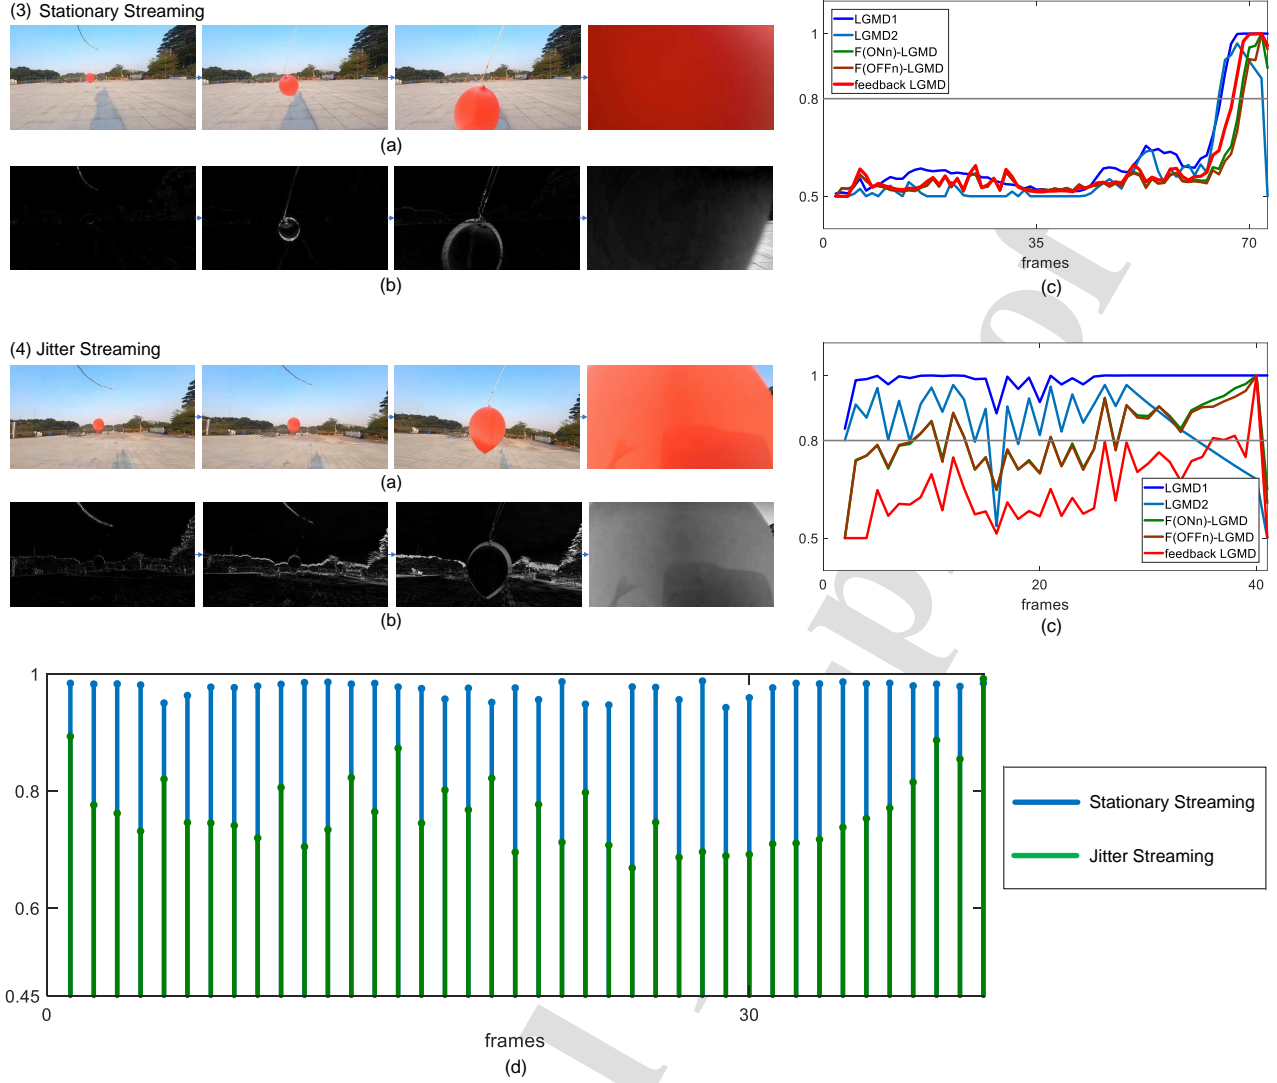 (3) Stationary Streaming
(a)
(b)
LGMD1
LGMD2
F(ONn)-LGMD
F(OFFn)-LGMD
feedback LGMD
1
0.8
0.5
0
35
70
frames
(c)
(4) Jitter Streaming
(a)
(b)
1
0.8
0.5
LGMD1
LGMD2
F(ONn)-LGMD
F(OFFn)-LGMD
feedback LGMD
0
20
40
frames
(c)
1
0.8
0.6
0.45
0
30
frames
(d)
Stationary Streaming
Jitter Streaming